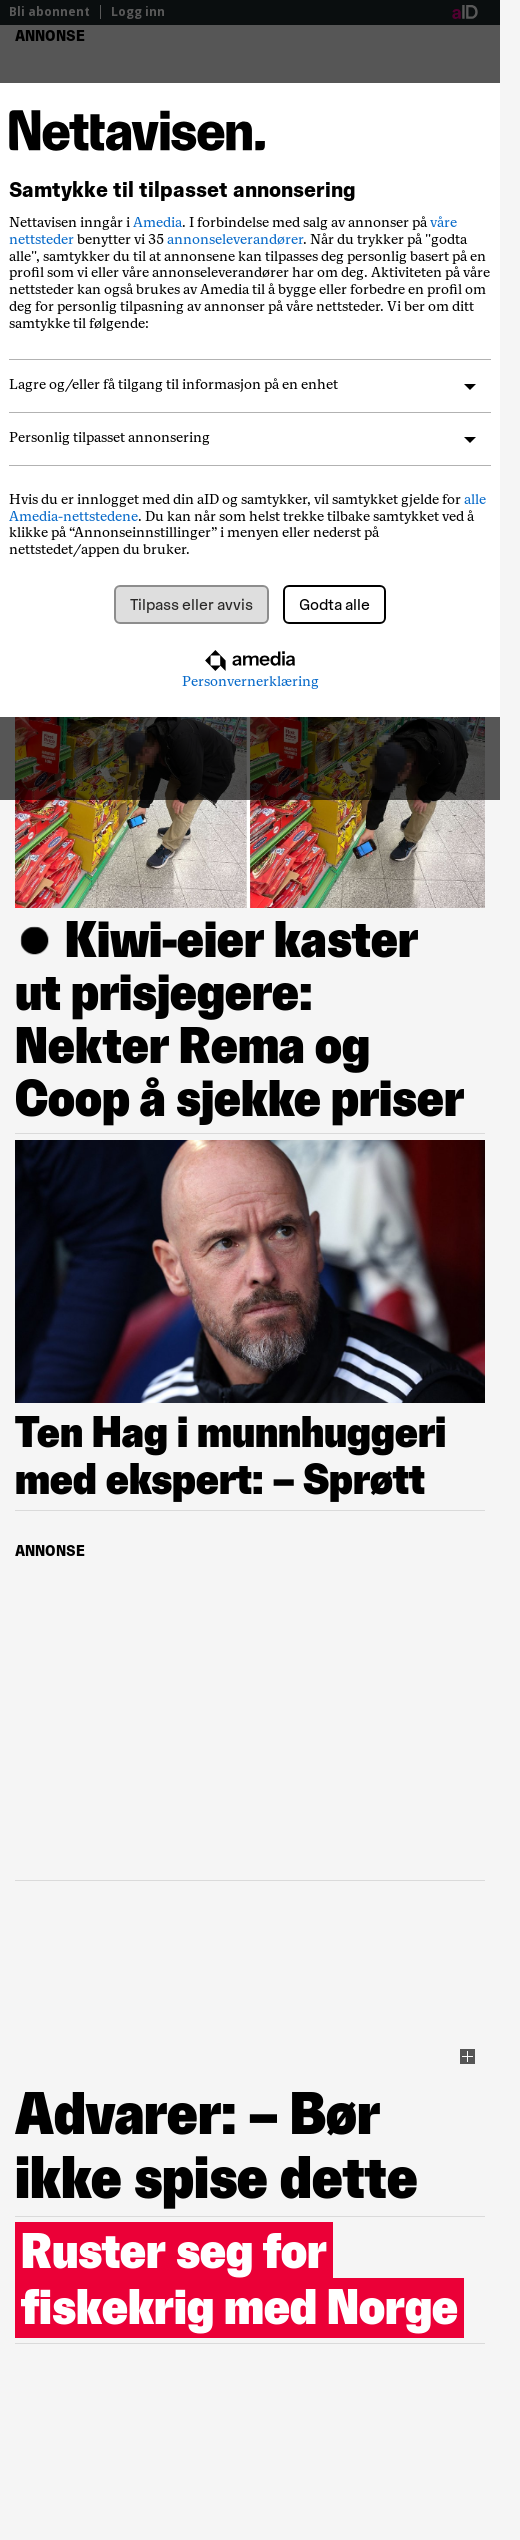 Bli abonnent | Logg inn
aID
ANNONSE
Nettavisen.
Samtykke til tilpasset annonsering
Nettavisen inngår i Amedia. I forbindelse med salg av annonser på våre
nettsteder benytter vi 35 annonseleverandører. Når du trykker på "godta
alle", samtykker du til at annonsene kan tilpasses deg personlig basert på en
profil som vi eller våre annonseleverandører har om deg. Aktiviteten på våre
nettsteder kan også brukes av Amedia til å bygge eller forbedre en profil om
deg for personlig tilpasning av annonser på våre nettsteder. Vi ber om ditt
samtykke til følgende:
Lagre og/eller få tilgang til informasjon på en enhet
Personlig tilpasset annonsering
Hvis du er innlogget med din aID og samtykker, vil samtykket gjelde for alle
Amedia-nettstedene. Du kan når som helst trekke tilbake samtykket ved å
klikke på “Annonseinnstillinger” i menyen eller nederst på
nettstedet/appen du bruker.
Tilpass eller avvis
Godta alle
amedia
Personvernerklæring
Kiwi-eier kaster
ut prisjegere:
Nekter Rema og
Coop å sjekke priser
Ten Hag i munnhuggeri
med ekspert: – Sprøtt
ANNONSE
Advarer: – Bør
ikke spise dette
Ruster seg for
fiskekrig med Norge